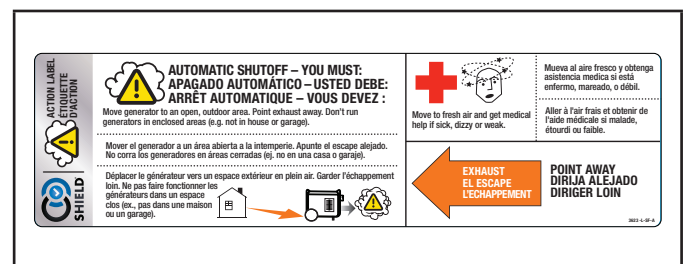 ACTION LABEL
ÉTIQUETTE
D'ACTION
SHIELD
AUTOMATIC SHUTOFF – YOU MUST:
APAGADO AUTOMÁTICO – USTED DEBE:
ARRÊT AUTOMATIQUE – VOUS DEVEZ :
Move generator to an open, outdoor area. Point exhaust away. Don't run
generators in enclosed areas (e.g. not in house or garage).
Mover el generador a un área abierta a la intemperie. Apunte el escape alejado.
No corra los generadores en áreas cerradas (ej. no en una casa o garaje).
Déplacer le générateur vers un espace extérieur en plein air. Garder l'échappement
loin. Ne pas faire fonctionner les
générateurs dans un espace
clos (ex., pas dans une maison
ou un garage).
Move to fresh air and get medical
help if sick, dizzy or weak.
Mueva al aire fresco y obtenga
asistencia medica si está
enfermo, mareado, o débil.
Aller à l'air frais et obtenir de
l'aide médicale si malade,
étourdi ou faible.
EXHAUST
EL ESCAPE
L'ECHAPPEMENT
POINT AWAY
DIRIJA ALEJADO
DIRIGER LOIN
3623-L-SF-A